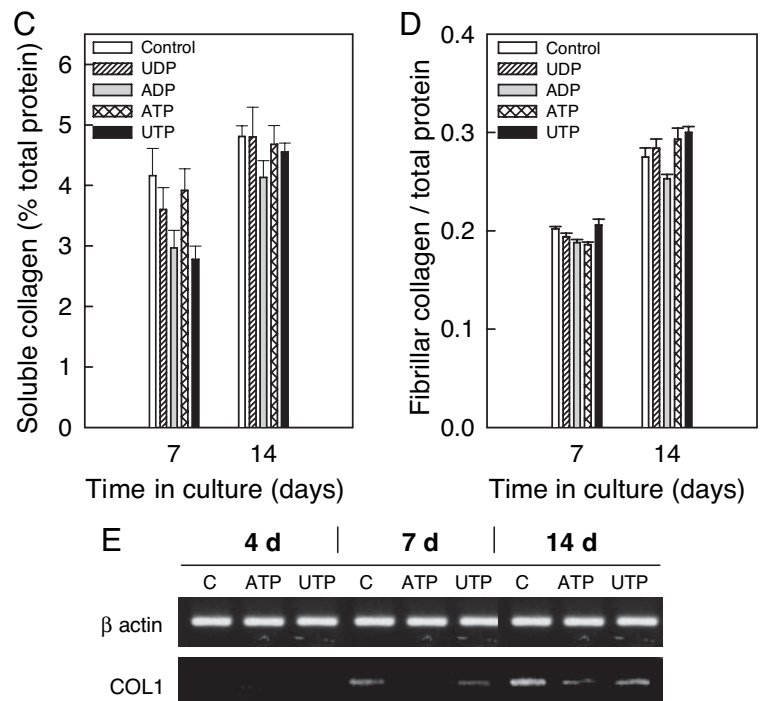 C
Soluble collagen (% total protein)
6
5
4
3
2
1
0
Control
UDP
ADP
ATP
UTP
7 14
Time in culture (days)
D
Fibrillar collagen / total protein
0.4
0.3
0.2
0.1
0.0
Control
UDP
ADP
ATP
UTP
7 14
Time in culture (days)
E
4 d 7 d 14 d
C ATP UTP C ATP UTP C ATP UTP
β actin
COL1